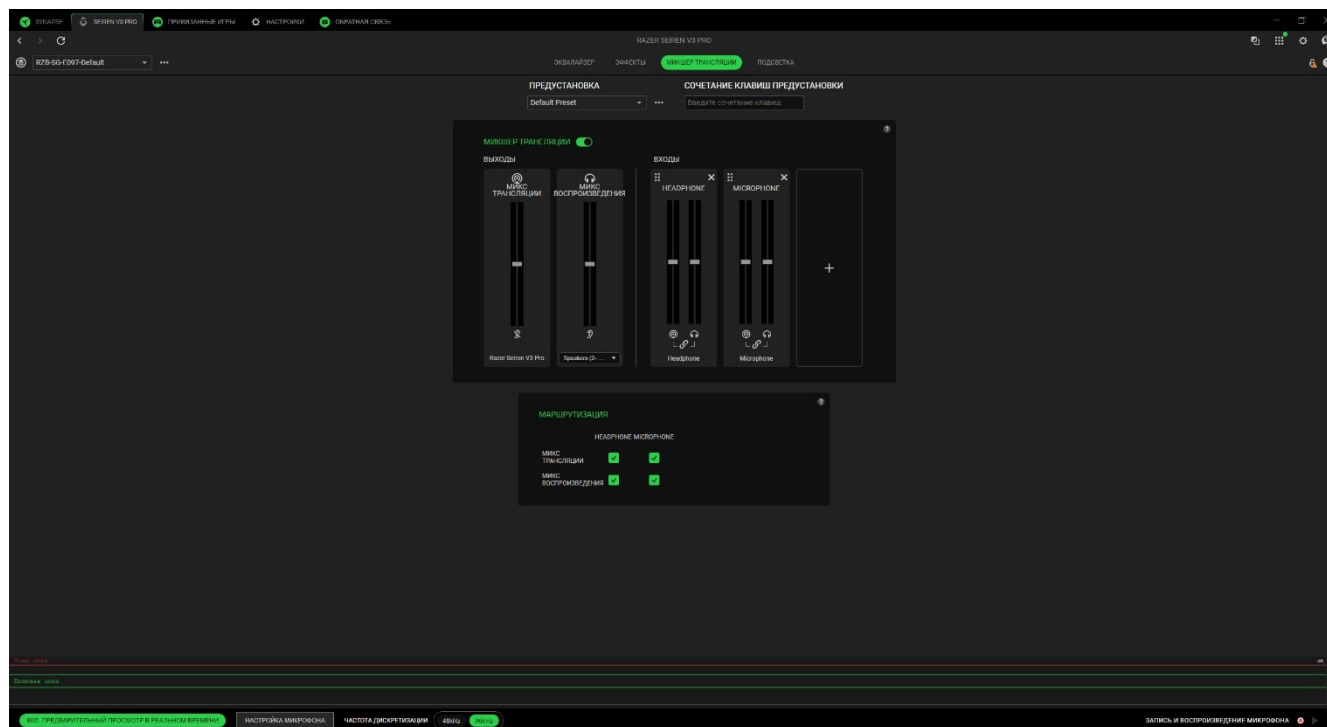 SYNAPSE SEIREN V3 PRO ПРИВЯЗАННЫЕ ИГРЫ НАСТРОЙКИ ОБРАТНАЯ СВЯЗЬ
RAZER SEIREN V3 PRO
RZB-SG-E097-Default ЭКВАЛАЙЗЕР ЭФФЕКТЫ МИКШЕР ТРАНСЛЯЦИИ ПОДСВЕТКА
ПРЕДУСТАНОВКА СОЧЕТАНИЕ КЛАВИШ ПРЕДУСТАНОВКИ
Default Preset Введите сочетание клавиш
МИКШЕР ТРАНСЛЯЦИИ
ВЫХОДЫ ВХОДЫ
МИКС ТРАНСЛЯЦИИ
МИКС ВОСПРОИЗВЕДЕНИЯ
HEADPHONE MICROPHONE
Razer Seiren V3 Pro Speakers (3-... Headphone Microphone
МАРШРУТИЗАЦИЯ
HEADPHONE MICROPHONE
МИКС
ТРАНСЛЯЦИИ
МИКС
ВОСПРОИЗВЕДЕНИЯ
Целевая зона
ВКЛ. ПРЕДВАРИТЕЛЬНЫЙ ПРОСМОТР В РЕАЛЬНОМ ВРЕМЕНИ НАСТРОЙКА МИКРОФОНА ЧАСТОТА ДИСКРЕТИЗАЦИИ 48kHz 96kHz ЗАПИСЬ И ВОСПРОИЗВЕДЕНИЕ МИКРОФОНА